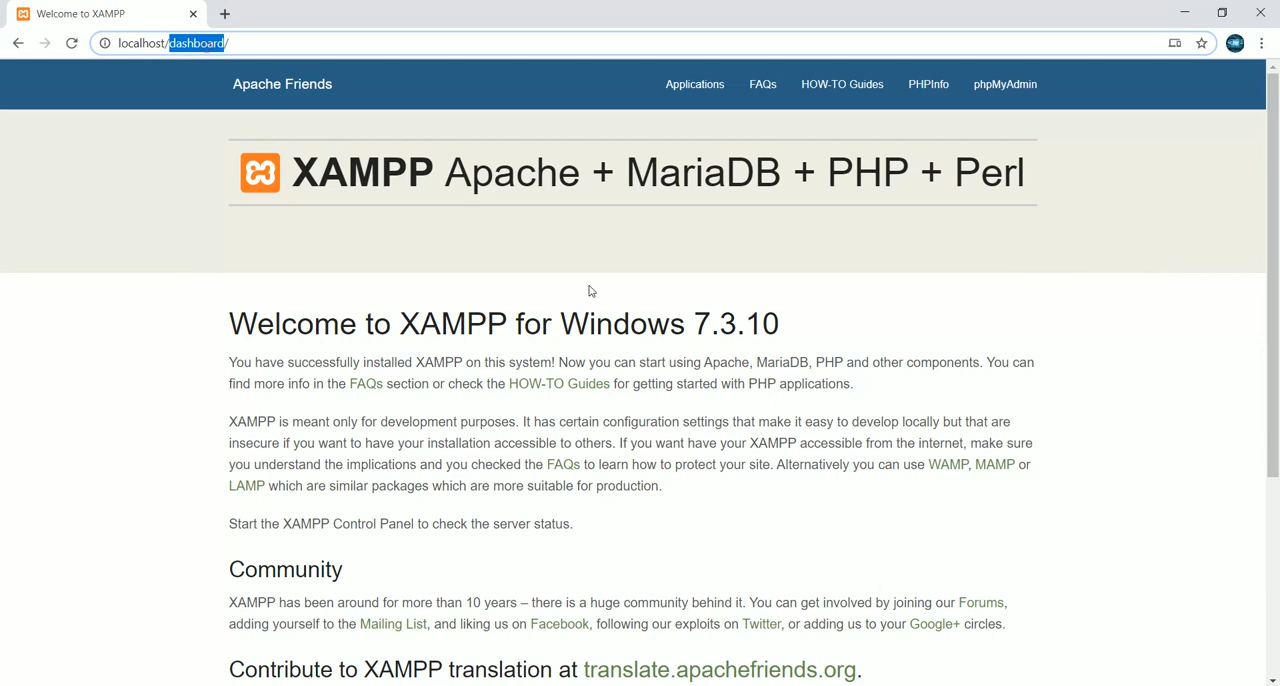 Welcome to XAMPP
localhost/dashboard/
Apache Friends
Applications FAQs HOW-TO Guides PHPInfo phpMyAdmin
XAMPP Apache + MariaDB + PHP + Perl
Welcome to XAMPP for Windows 7.3.10
You have successfully installed XAMPP on this system! Now you can start using Apache, MariaDB, PHP and other components. You can
find more info in the FAQs section or check the HOW-TO Guides for getting started with PHP applications.
XAMPP is meant only for development purposes. It has certain configuration settings that make it easy to develop locally but that are
insecure if you want to have your installation accessible to others. If you want have your XAMPP accessible from the internet, make sure
you understand the implications and you checked the FAQs to learn how to protect your site. Alternatively you can use WAMP, MAMP or
LAMP which are similar packages which are more suitable for production.
Start the XAMPP Control Panel to check the server status.
Community
XAMPP has been around for more than 10 years – there is a huge community behind it. You can get involved by joining our Forums,
adding yourself to the Mailing List, and liking us on Facebook, following our exploits on Twitter, or adding us to your Google+ circles.
Contribute to XAMPP translation at translate.apachefriends.org.